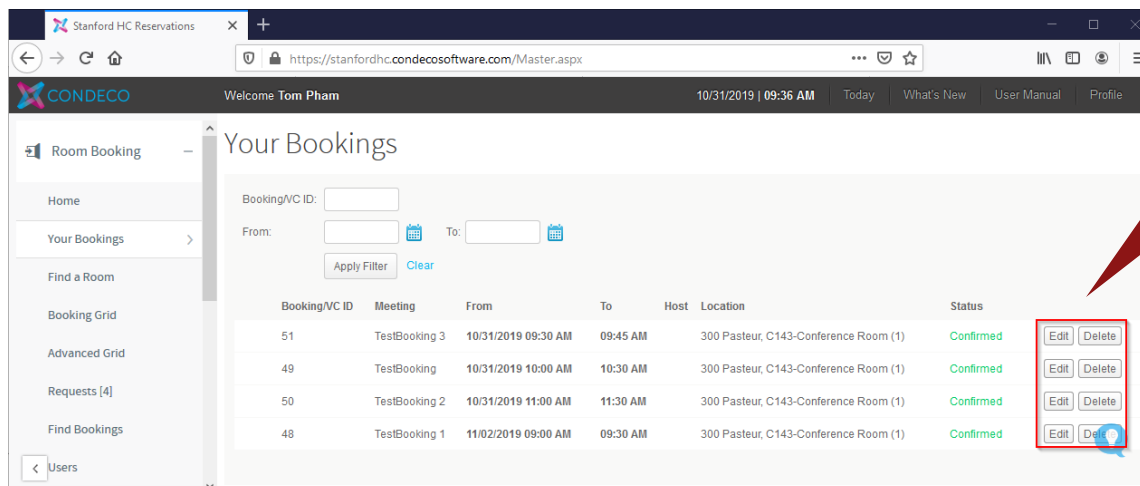 Stanford HC Reservations
https://stanfordhc.condecosoftware.com/Master.aspx
CONDECO
Welcome Tom Pham
10/31/2019 | 09:36 AM
Today
What's New
User Manual
Profile
Room Booking
Home
Your Bookings
Find a Room
Booking Grid
Advanced Grid
Requests [4]
Find Bookings
Users
Your Bookings
Booking/VC ID:
From:
To:
Apply Filter
Clear
Booking/VC ID Meeting From To Host Location Status
51 TestBooking 3 10/31/2019 09:30 AM 09:45 AM 300 Pasteur, C143-Conference Room (1) Confirmed Edit Delete
49 TestBooking 10/31/2019 10:00 AM 10:30 AM 300 Pasteur, C143-Conference Room (1) Confirmed Edit Delete
50 TestBooking 2 10/31/2019 11:00 AM 11:30 AM 300 Pasteur, C143-Conference Room (1) Confirmed Edit Delete
48 TestBooking 1 11/02/2019 09:00 AM 09:30 AM 300 Pasteur, C143-Conference Room (1) Confirmed Edit Delete